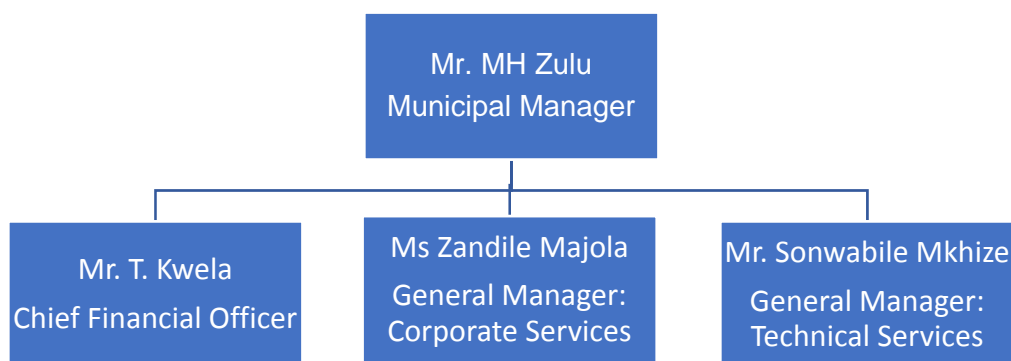 Mr. MH Zulu
Municipal Manager
Mr. T. Kwela
Chief Financial Officer
Ms Zandile Majola
General Manager:
Corporate Services
Mr. Sonwabile Mkhize
General Manager:
Technical Services